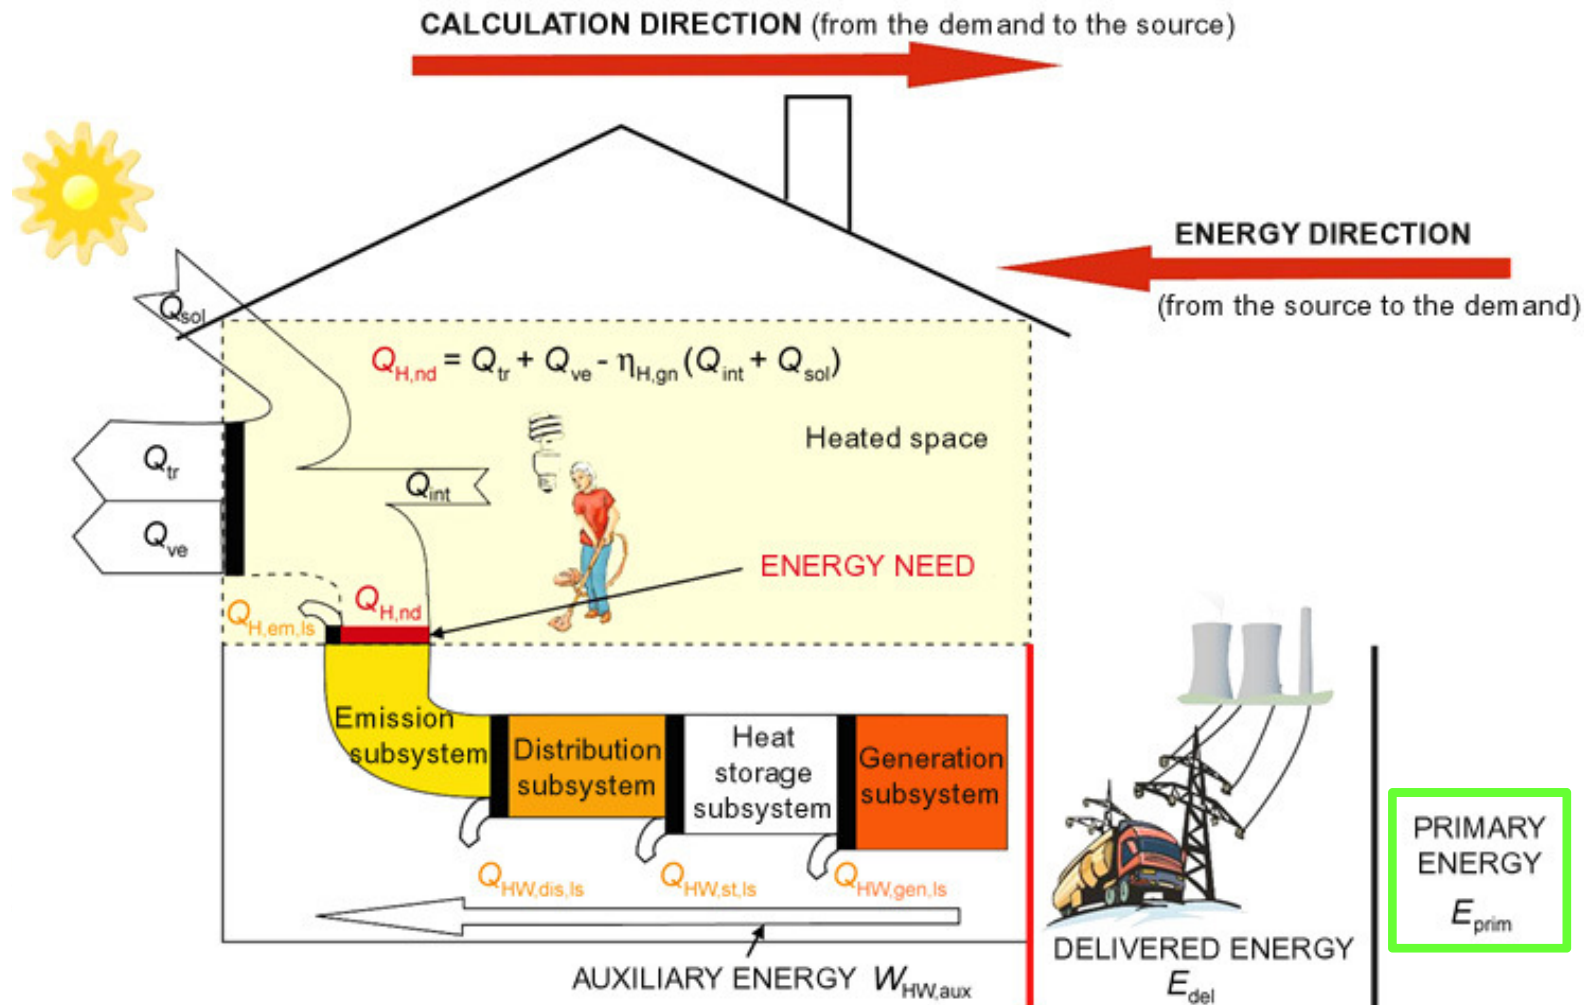 CALCULATION DIRECTION (from the demand to the source)
ENERGY DIRECTION
(from the source to the demand)
Qsol
QH,nd = Qtr + Qve - ηH,gn (Qint + Qsol)
Heated space
Qtr
Qint
Qve
ENERGY NEED
QH,nd
QH,em,ls
Emission
subsystem
Distribution
subsystem
Heat
storage
subsystem
Generation
subsystem
QHW,dis,ls
QHW,st,ls
QHW,gen,ls
AUXILIARY ENERGY WHW,aux
DELIVERED ENERGY
Edel
PRIMARY
ENERGY
Eprim